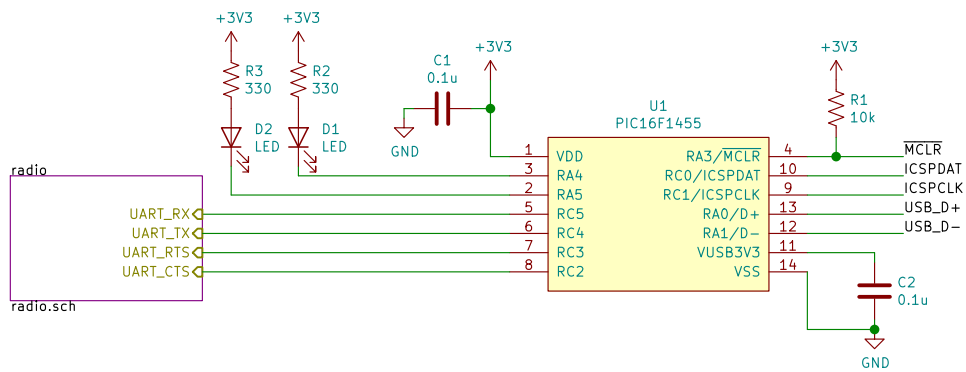 +3V3
+3V3
R3
330
R2
330
D2
LED
D1
LED
C1
0.1u
GND
+3V3
U1
PIC16F1455
+3V3
R1
10k
radio
UART_RX
UART_TX
UART_RTS
UART_CTS
radio.sch
1
3
2
5
6
7
8
VDD
RA4
RA5
RC5
RC4
RC3
RC2
RA3/MCLR
RC0/ICSPDAT
RC1/ICSPCLK
RA0/D+
RA1/D-
VUSB3V3
VSS
4
10
9
13
12
11
14
MCLR
ICSPDAT
ICSPCLK
USB_D+
USB_D-
C2
0.1u
GND